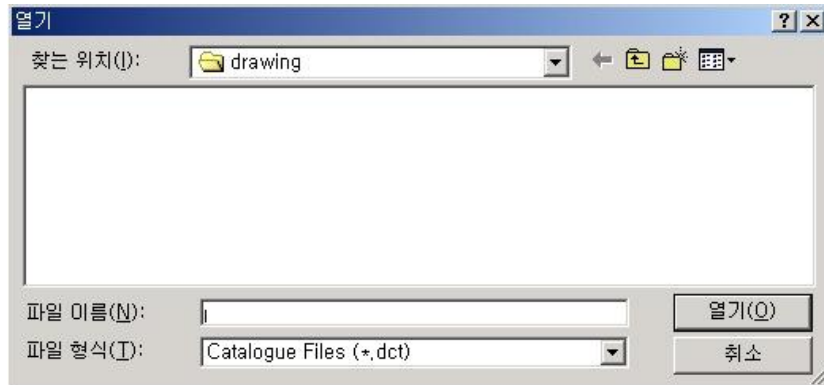 열기
찾는 위치(I): drawing
파일 이름(N): 열기(O)
파일 형식(T): Catalogue Files (*.dct) 취소